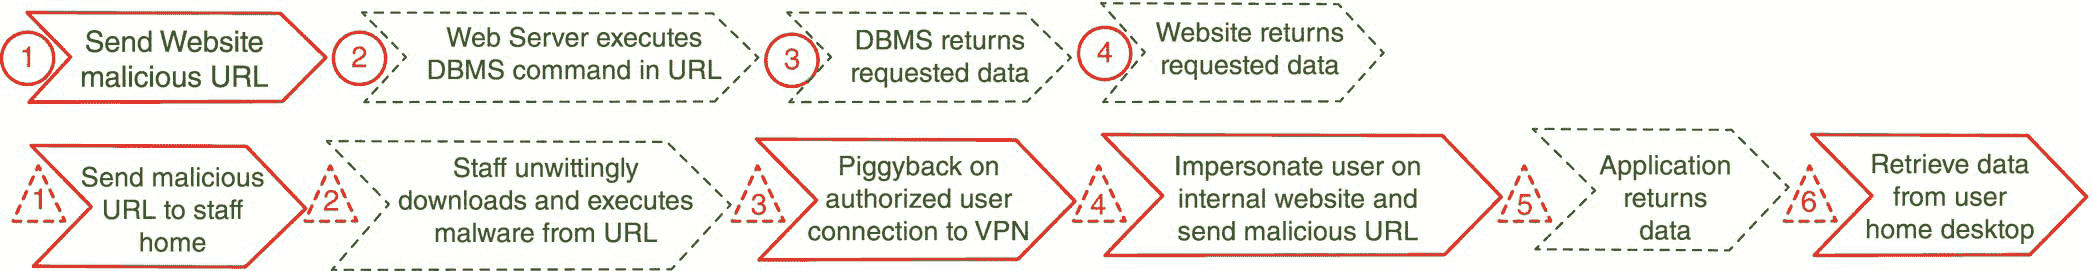 1
Send Website
malicious URL
2
Web Server executes
DBMS command in URL
3
DBMS returns
requested data
4
Website returns
requested data
1
Send malicious
URL to staff
home
2
Staff unwittingly
downloads and executes
malware from URL
3
Piggyback on
authorized user
connection to VPN
4
Impersonate user on
internal website and
send malicious URL
5
Application
returns
data
6
Retrieve data
from user
home desktop